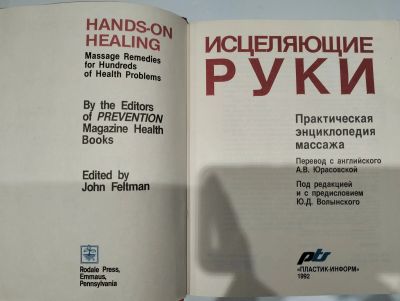 HANDS-ON
HEALING
Massage Remedies
for Hundreds
of Health Problems
By the Editors
of PREVENTION
Magazine Health
Books
Edited by
John Feltman
Rodale Press,
Emmaus,
Pennsylvania
ИСЦЕЛЯЮЩИЕ
РУКИ
Практическая
энциклопедия
массажа
Перевод с английского
А.В. Юрасовской
Под редакцией
и с предисловием
Ю.Д. Волынского
pts
«ПЛАСТИК-ИНФОРМ»
1992